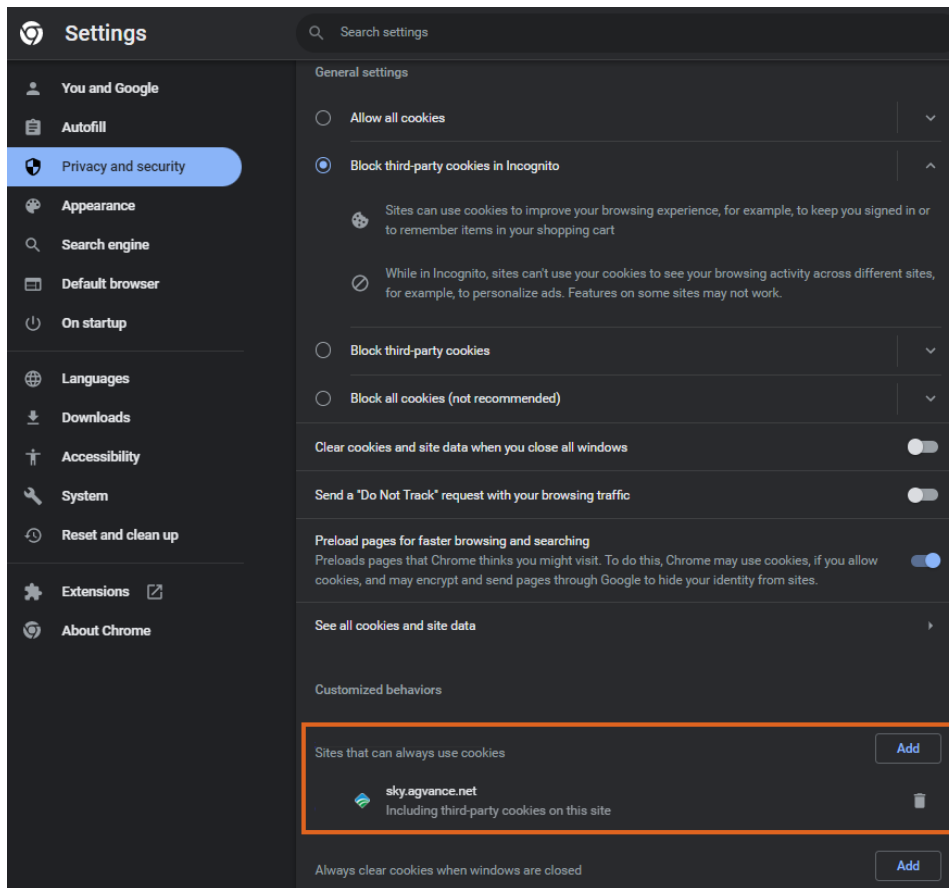 Settings
Search settings
You and Google
Autofill
Privacy and security
Appearance
Search engine
Default browser
On startup
Languages
Downloads
Accessibility
System
Reset and clean up
Extensions
About Chrome
General settings
Allow all cookies
Block third-party cookies in Incognito
Sites can use cookies to improve your browsing experience, for example, to keep you signed in or
to remember items in your shopping cart
While in Incognito, sites can't use your cookies to see your browsing activity across different sites,
for example, to personalize ads. Features on some sites may not work.
Block third-party cookies
Block all cookies (not recommended)
Clear cookies and site data when you close all windows
Send a "Do Not Track" request with your browsing traffic
Preload pages for faster browsing and searching
Preloads pages that Chrome thinks you might visit. To do this, Chrome may use cookies, if you allow
cookies, and may encrypt and send pages through Google to hide your identity from sites.
See all cookies and site data
Customized behaviors
Sites that can always use cookies
Add
sky.agvance.net
Including third-party cookies on this site
Always clear cookies when windows are closed
Add